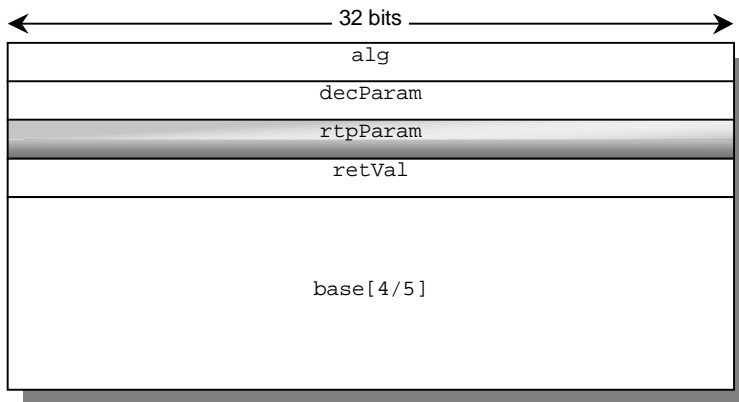 32 bits
alg
decParam
rtpParam
retVal
base[4/5]